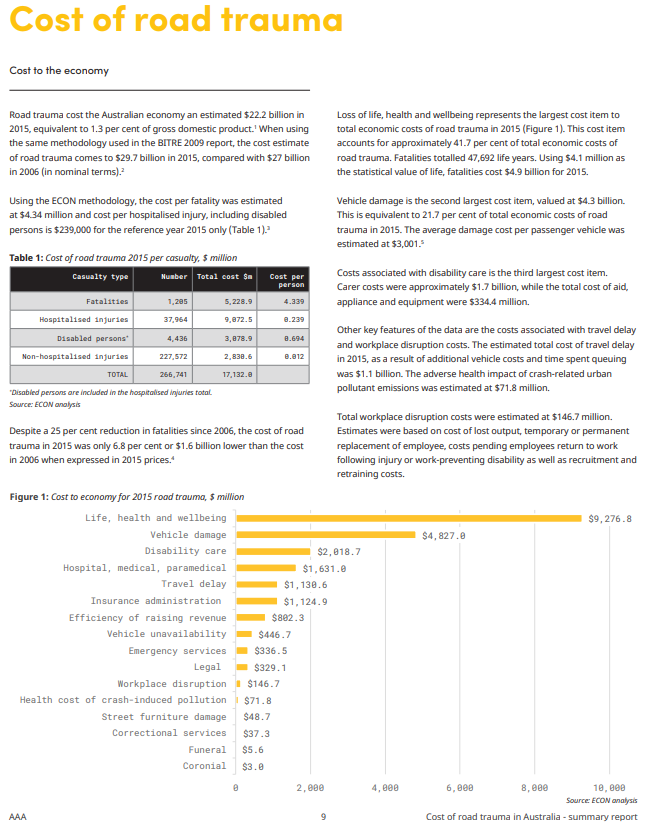 Cost of road trauma
Cost to the economy
Road trauma cost the Australian economy an estimated $22.2 billion in
2015, equivalent to 1.3 per cent of gross domestic product.¹ When using
the same methodology used in the BITRE 2009 report, the cost estimate
of road trauma comes to $29.7 billion in 2015, compared with $27 billion
in 2006 (in nominal terms).²
Using the ECON methodology, the cost per fatality was estimated
at $4.34 million and cost per hospitalised injury, including disabled
persons is $239,000 for the reference year 2015 only (Table 1).³
Table 1: Cost of road trauma 2015 per casualty, $ million
Casualty type Number Total cost $m Cost per
person
Fatalities 1,205 5,228.9 4.339
Hospitalised injuries 37,964 9,072.5 0.239
Disabled persons* 4,436 3,078.9 0.694
Non-hospitalised injuries 227,572 2,830.6 0.012
TOTAL 266,741 17,132.0
*Disabled persons are included in the hospitalised injuries total.
Source: ECON analysis
Despite a 25 per cent reduction in fatalities since 2006, the cost of road
trauma in 2015 was only 6.8 per cent or $1.6 billion lower than the cost
in 2006 when expressed in 2015 prices.⁴
Loss of life, health and wellbeing represents the largest cost item to
total economic costs of road trauma in 2015 (Figure 1). This cost item
accounts for approximately 41.7 per cent of total economic costs of
road trauma. Fatalities totalled 47,692 life years. Using $4.1 million as
the statistical value of life, fatalities cost $4.9 billion for 2015.
Vehicle damage is the second largest cost item, valued at $4.3 billion.
This is equivalent to 21.7 per cent of total economic costs of road
trauma in 2015. The average damage cost per passenger vehicle was
estimated at $3,001.⁵
Costs associated with disability care is the third largest cost item.
Carer costs were approximately $1.7 billion, while the total cost of aid,
appliance and equipment were $334.4 million.
Other key features of the data are the costs associated with travel delay
and workplace disruption costs. The estimated total cost of travel delay
in 2015, as a result of additional vehicle costs and time spent queuing
was $1.1 billion. The adverse health impact of crash-related urban
pollutant emissions was estimated at $71.8 million.
Total workplace disruption costs were estimated at $146.7 million.
Estimates were based on cost of lost output, temporary or permanent
replacement of employee, costs pending employees return to work
following injury or work-preventing disability as well as recruitment and
retraining costs.
Figure 1: Cost to economy for 2015 road trauma, $ million
Life, health and wellbeing $9,276.8
Vehicle damage $4,827.0
Disability care $2,018.7
Hospital, medical, paramedical $1,631.0
Travel delay $1,130.6
Insurance administration $1,124.9
Efficiency of raising revenue $802.3
Vehicle unavailability $446.7
Emergency services $336.5
Legal $329.1
Workplace disruption $146.7
Health cost of crash-induced pollution $71.8
Street furniture damage $48.7
Correctional services $37.3
Funeral $5.6
Coronial $3.0
0 2,000 4,000 6,000 8,000 10,000
Source: ECON analysis
AAA 9 Cost of road trauma in Australia - summary report